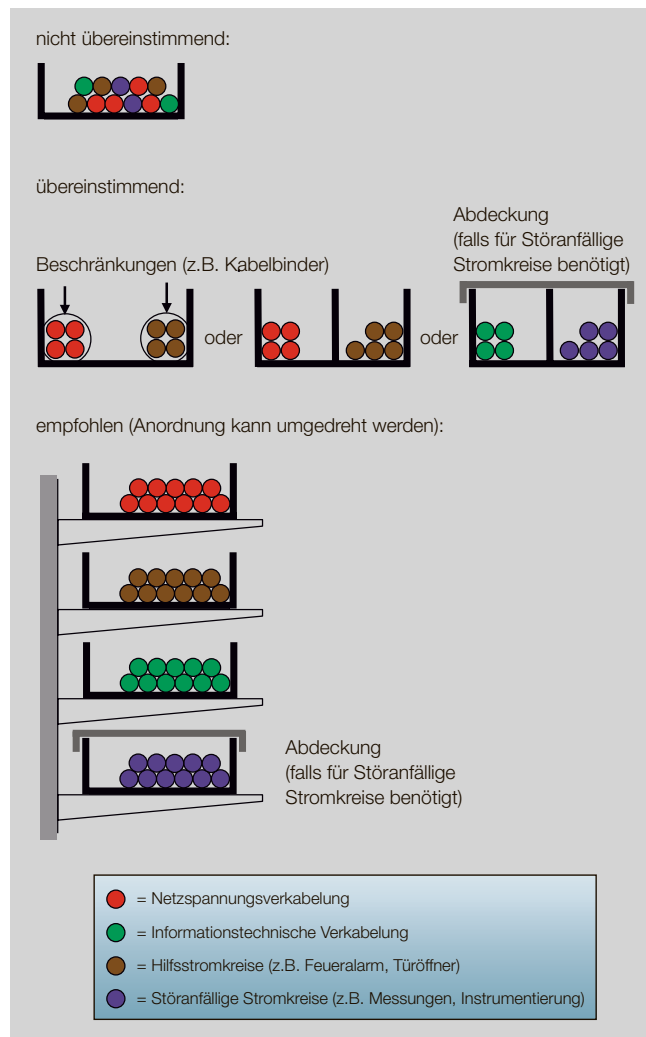 nicht übereinstimmend:
übereinstimmend:
Abdeckung
(falls für Störanfällige
Stromkreise benötigt)
Beschränkungen (z.B. Kabelbinder)
oder
oder
empfohlen (Anordnung kann umgedreht werden):
Abdeckung
(falls für Störanfällige
Stromkreise benötigt)
= Netzspannungsverkabelung
= Informationstechnische Verkabelung
= Hilfsstromkreise (z.B. Feueralarm, Türöffner)
= Störanfällige Stromkreise (z.B. Messungen, Instrumentierung)